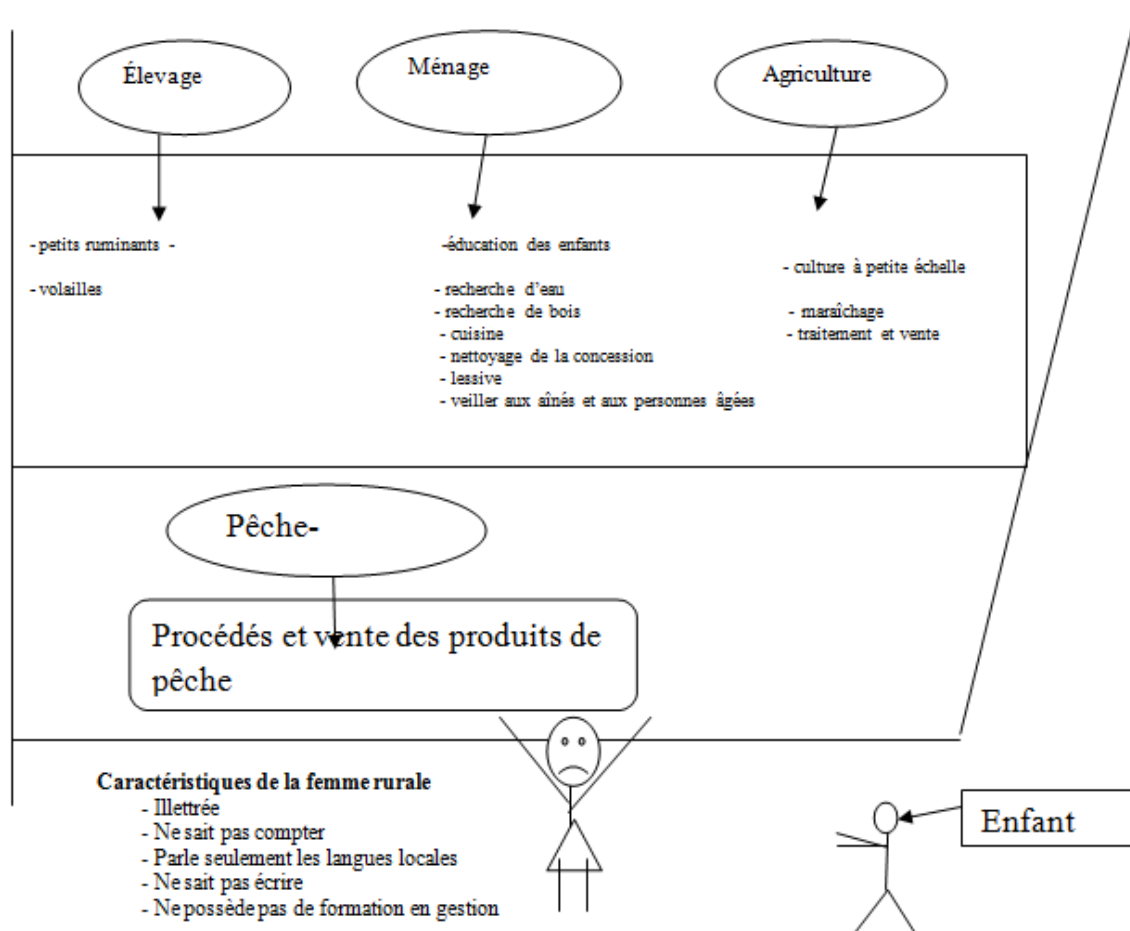 Élevage
Ménage
Agriculture
- petits ruminants -
- volailles
-éducation des enfants
- recherche d'eau
- recherche de bois
- cuisine
- nettoyage de la concession
- lessive
- veiller aux aînés et aux personnes âgées
- culture à petite échelle
- maraîchage
- traitement et vente
Pêche-
Procédés et vente des produits de
pêche
Caractéristiques de la femme rurale
- Illettrée
- Ne sait pas compter
- Parle seulement les langues locales
- Ne sait pas écrire
- Ne possède pas de formation en gestion
Enfant